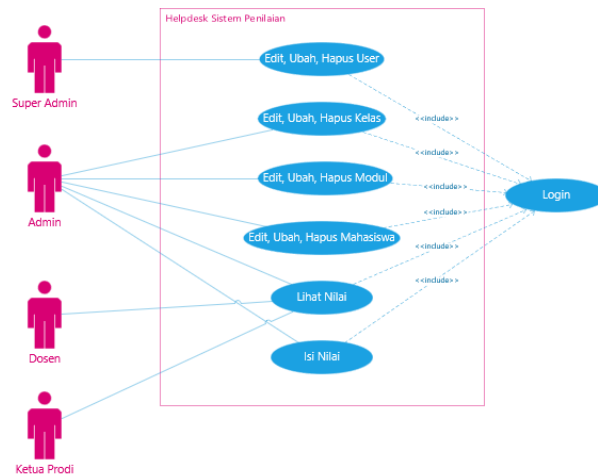 Helpdesk Sistem Penilaian
Super Admin
Edit, Ubah, Hapus User
<<include>>
Edit, Ubah, Hapus Kelas
<<include>>
Admin
Edit, Ubah, Hapus Modul
<<include>>
Login
Edit, Ubah, Hapus Mahasiswa
<<include>>
<<include>>
Dosen
Lihat Nilai
<<include>>
Isi Nilai
Ketua Prodi